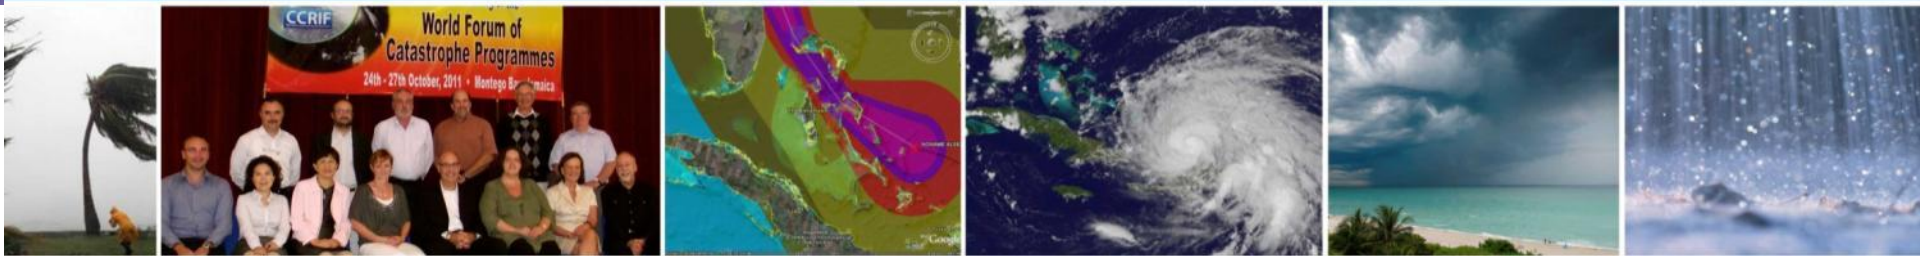 CCRIF
World Forum of
Catastrophe Programmes
24th - 27th October, 2011 • Montego Bay, Jamaica
Google